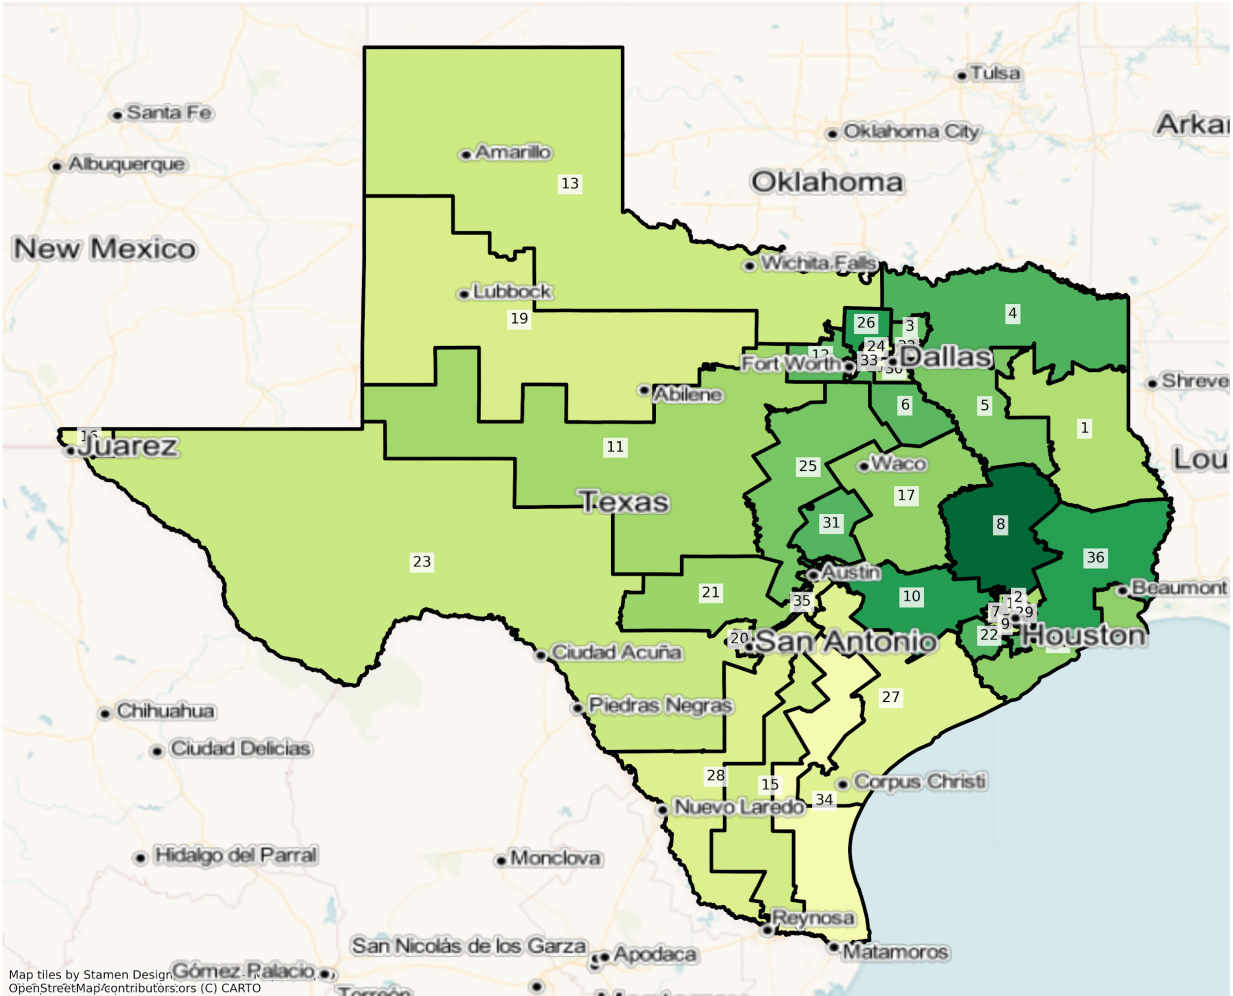 Tulsa
Santa Fe
Oklahoma City
Arkar
Albuquerque
Amarillo
13
Oklahoma
New Mexico
Wichita Falls
Lubbock
19
4
26
3
24
12
Fort Worth
33
Dallas
30
Shreve
Abilene
6
5
1
16
Juarez
11
Lou
25
Waco
17
Texas
31
8
23
36
Austin
21
35
10
2
Beaumont
7
29
9
22
Houston
20
San Antonio
Ciudad Acuña
27
Piedras Negras
Chihuahua
Ciudad Delicias
28
15
Corpus Christi
34
Nuevo Laredo
Hidalgo del Parral
Monclova
Reynosa
San Nicolás de los Garza
Apodaca
Matamoros
Map tiles by Stamen Design,
Gómez Palacio
OpenStreetMap contributors
(C) CARTO
Torreón